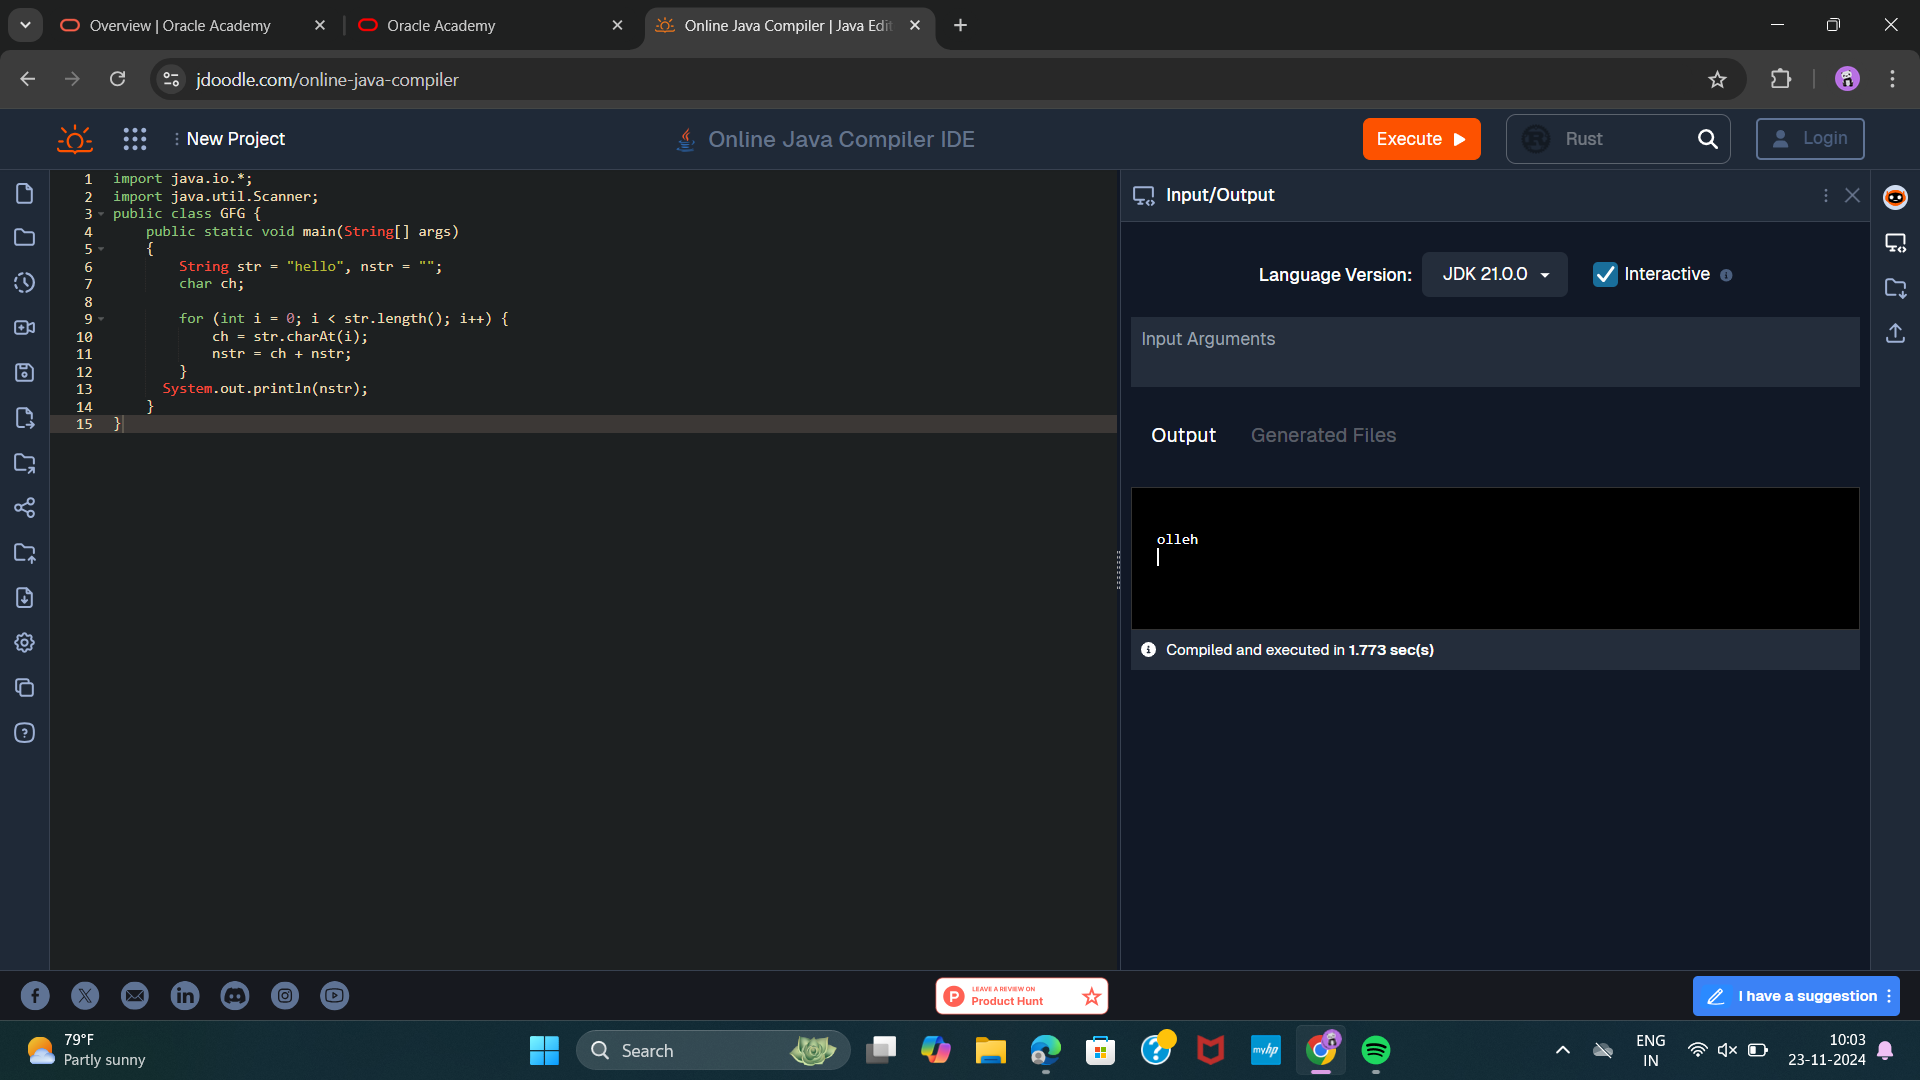 Overview | Oracle Academy
Oracle Academy
Online Java Compiler | Java Edit
jdoodle.com/online-java-compiler
New Project
Online Java Compiler IDE
Execute
Rust
Login
1 import java.io.*;
2 import java.util.Scanner;
3 public class GFG {
4     public static void main(String[] args)
5     {
6         String str = "hello", nstr = "";
7         char ch;
8
9         for (int i = 0; i < str.length(); i++) {
10             ch = str.charAt(i);
11             nstr = ch + nstr;
12         }
13       System.out.println(nstr);
14     }
15 }
Input/Output
Language Version:
JDK 21.0.0
Interactive
Input Arguments
Output
Generated Files
olleh
Compiled and executed in 1.773 sec(s)
LEAVE A REVIEW ON
Product Hunt
I have a suggestion
79°F
Partly sunny
Search
myhp
ENG
IN
10:03
23-11-2024